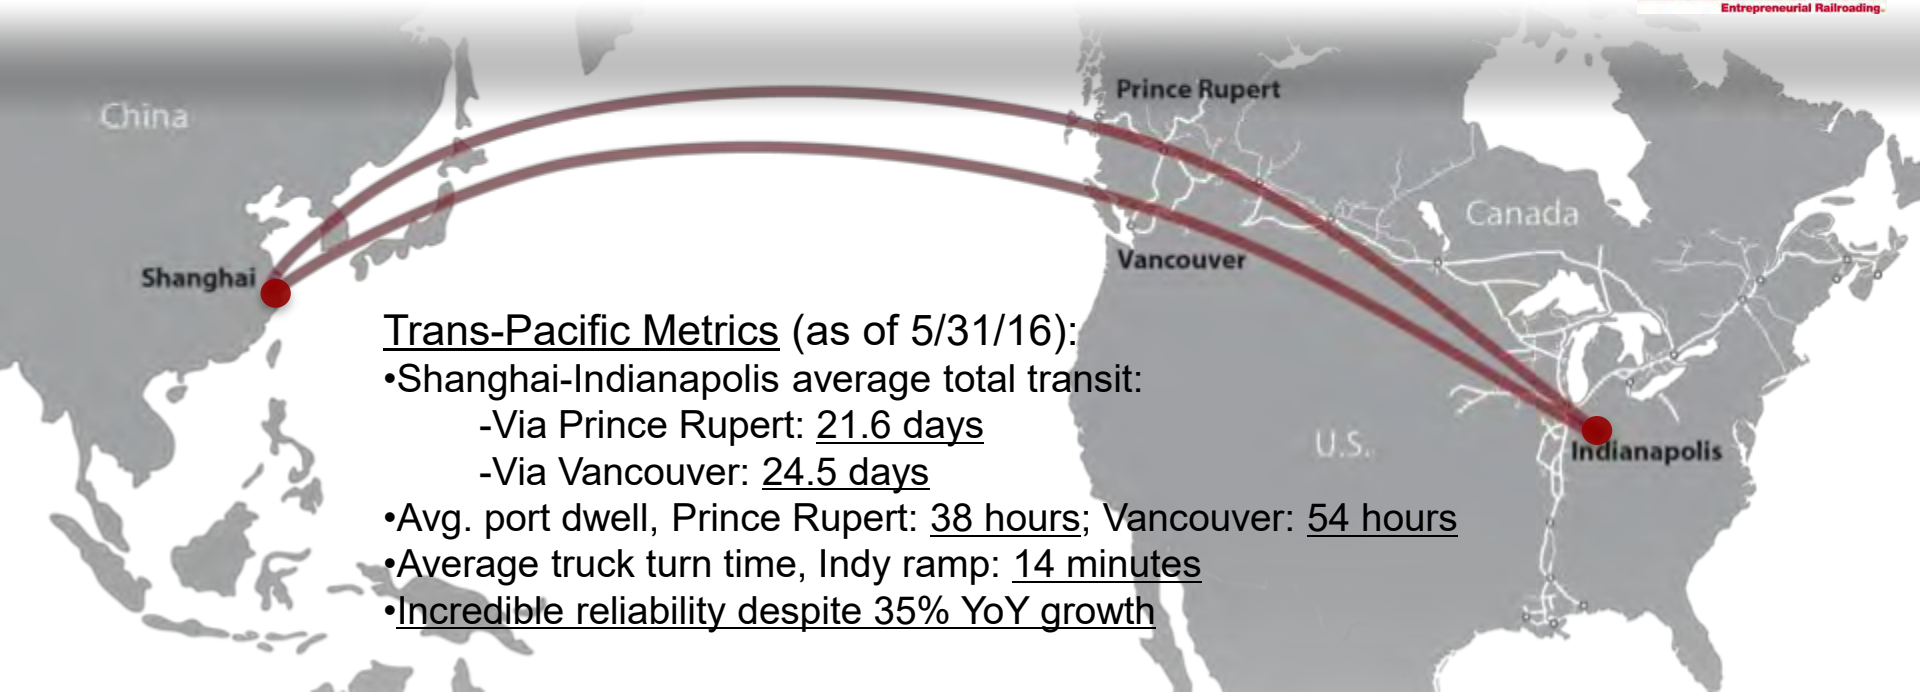 Entrepreneurial Railroading.
Prince Rupert
China
Canada
Vancouver
Shanghai
Trans-Pacific Metrics (as of 5/31/16):
•Shanghai-Indianapolis average total transit:
-Via Prince Rupert: 21.6 days
U.S.
Indianapolis
-Via Vancouver: 24.5 days
•Avg. port dwell, Prince Rupert: 38 hours; Vancouver: 54 hours
•Average truck turn time, Indy ramp: 14 minutes
•Incredible reliability despite 35% YoY growth